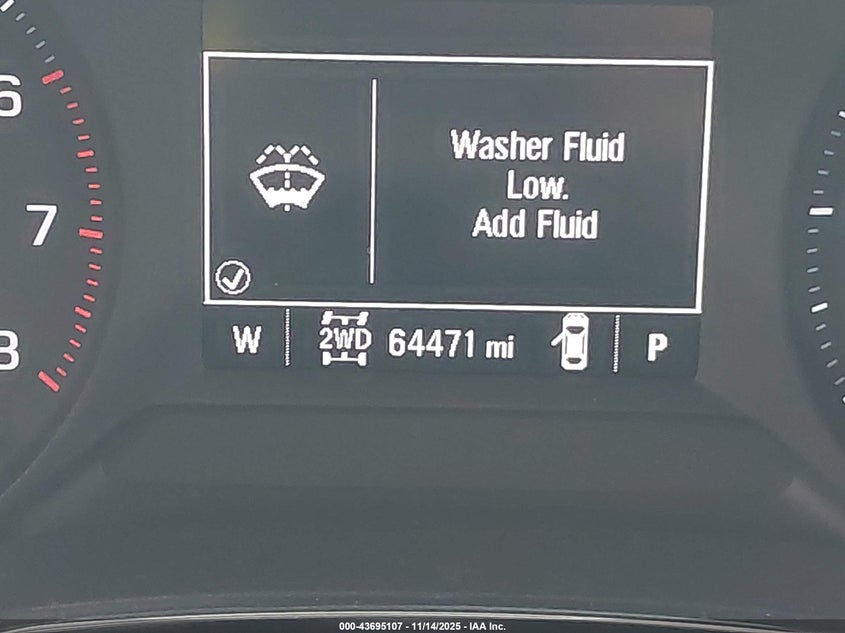 6
7
8
Washer Fluid
Low.
Add Fluid
W 2WD 64471 mi P
000-43695107 - 11/14/2025 - IAA Inc.